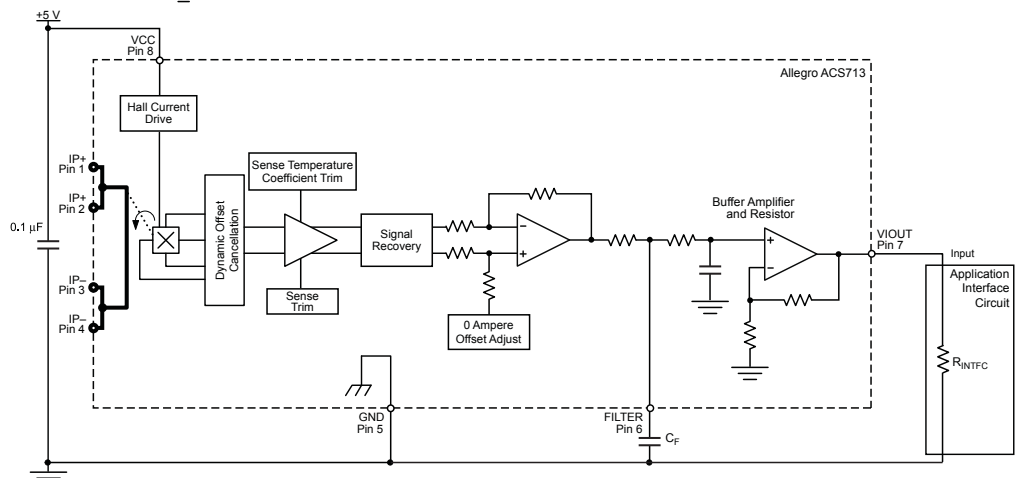 +5 V
VCC
Pin 8
Allegro ACS713
Hall Current
Drive
IP+
Pin 1
IP+
Pin 2
IP–
Pin 3
IP–
Pin 4
0.1 µF
Dynamic Offset
Cancellation
Sense Temperature
Coefficient Trim
Sense
Trim
Signal
Recovery
0 Ampere
Offset Adjust
Buffer Amplifier
and Resistor
VIOUT
Pin 7
Input
Application
Interface
Circuit
RINTFC
GND
Pin 5
FILTER
Pin 6
CF